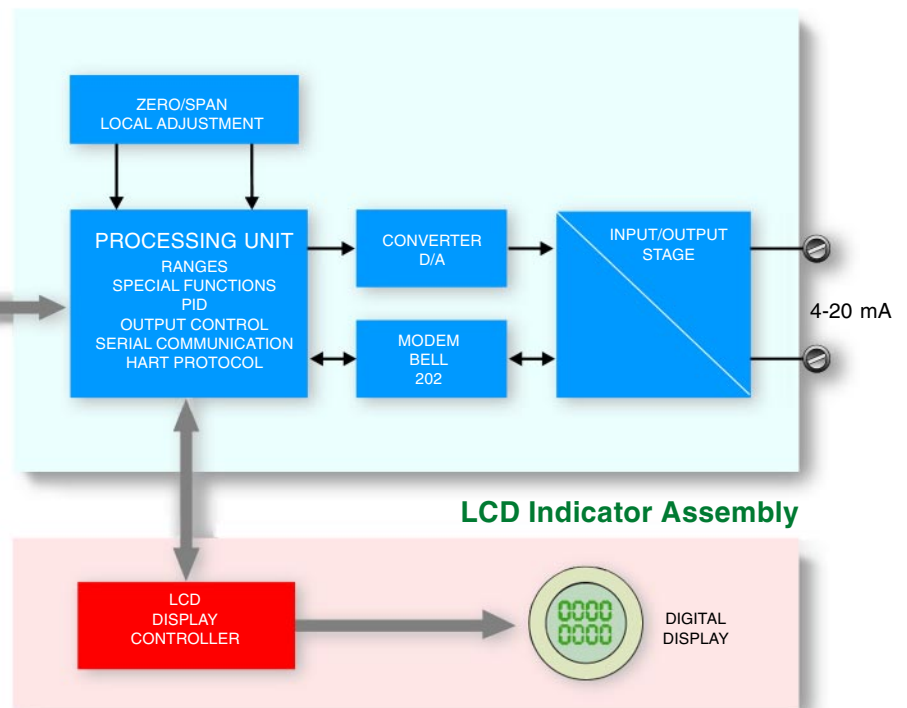 ZERO/SPAN
LOCAL ADJUSTMENT
PROCESSING UNIT
RANGES
SPECIAL FUNCTIONS
PID
OUTPUT CONTROL
SERIAL COMMUNICATION
HART PROTOCOL
CONVERTER
D/A
MODEM
BELL
202
INPUT/OUTPUT
STAGE
4-20 mA
LCD Indicator Assembly
LCD
DISPLAY
CONTROLLER
0000
0000
DIGITAL
DISPLAY